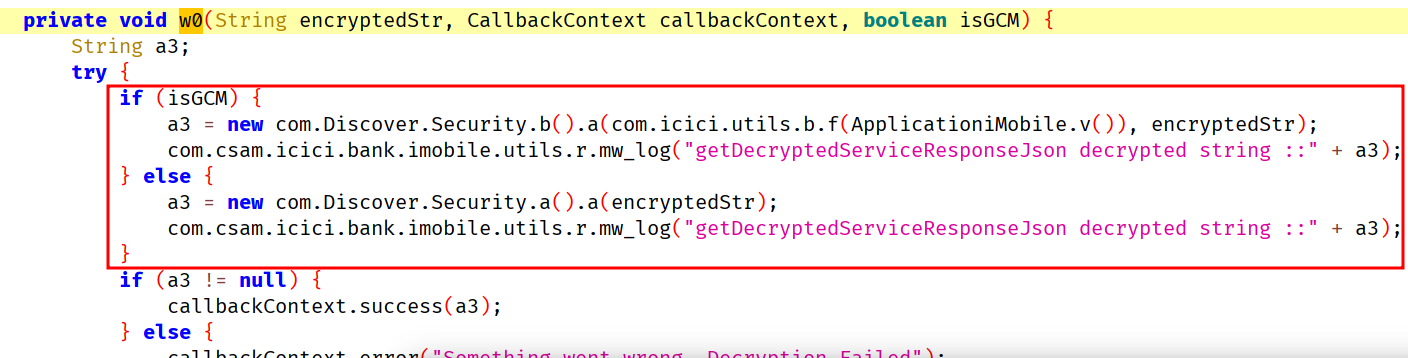 private void w0(String encryptedStr, CallbackContext callbackContext, boolean isGCM) {
String a3;
try {
if (isGCM) {
a3 = new com.Discover.Security.b().a(com.icici.utils.b.f(ApplicationiMobile.v()), encryptedStr);
com.csam.icici.bank.imobile.utils.r.mw_log("getDecryptedServiceResponseJson decrypted string ::" + a3);
} else {
a3 = new com.Discover.Security.a().a(encryptedStr);
com.csam.icici.bank.imobile.utils.r.mw_log("getDecryptedServiceResponseJson decrypted string ::" + a3);
}
if (a3 != null) {
callbackContext.success(a3);
} else {
callbackContext.error("Something went wrong. Decryption Failed");